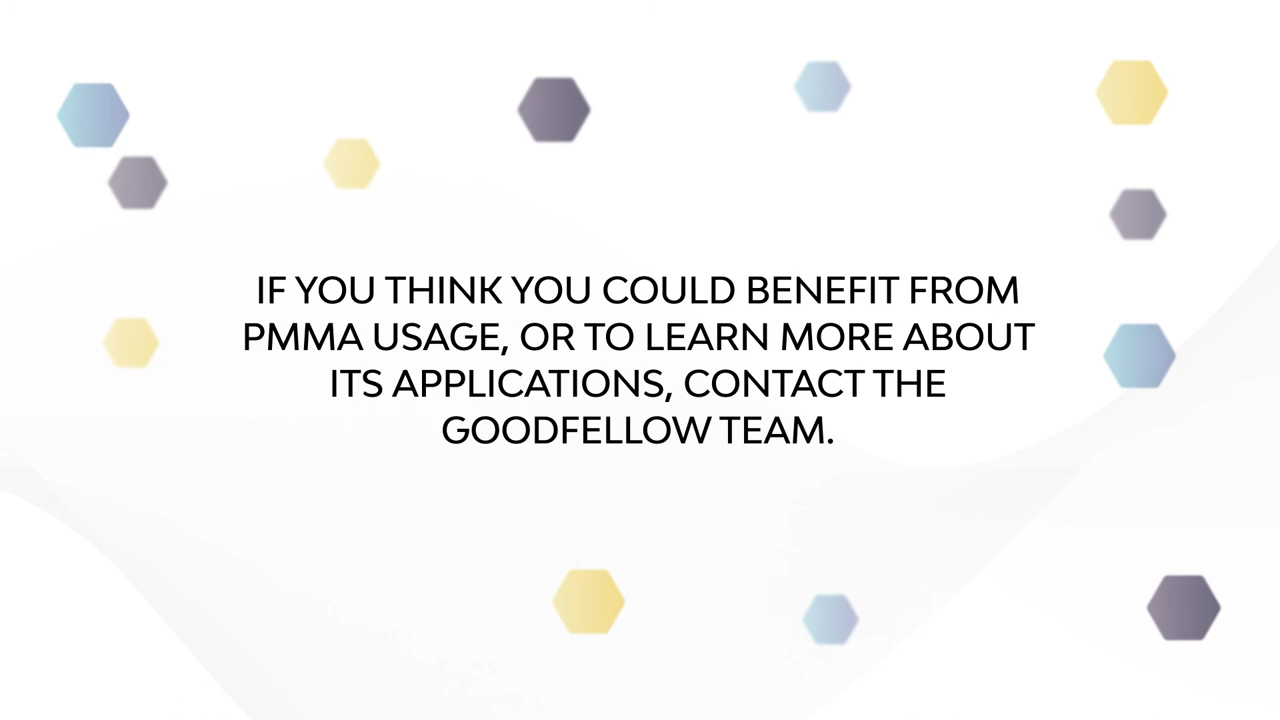 IF YOU THINK YOU COULD BENEFIT FROM
PMMA USAGE, OR TO LEARN MORE ABOUT
ITS APPLICATIONS, CONTACT THE
GOODFELLOW TEAM.